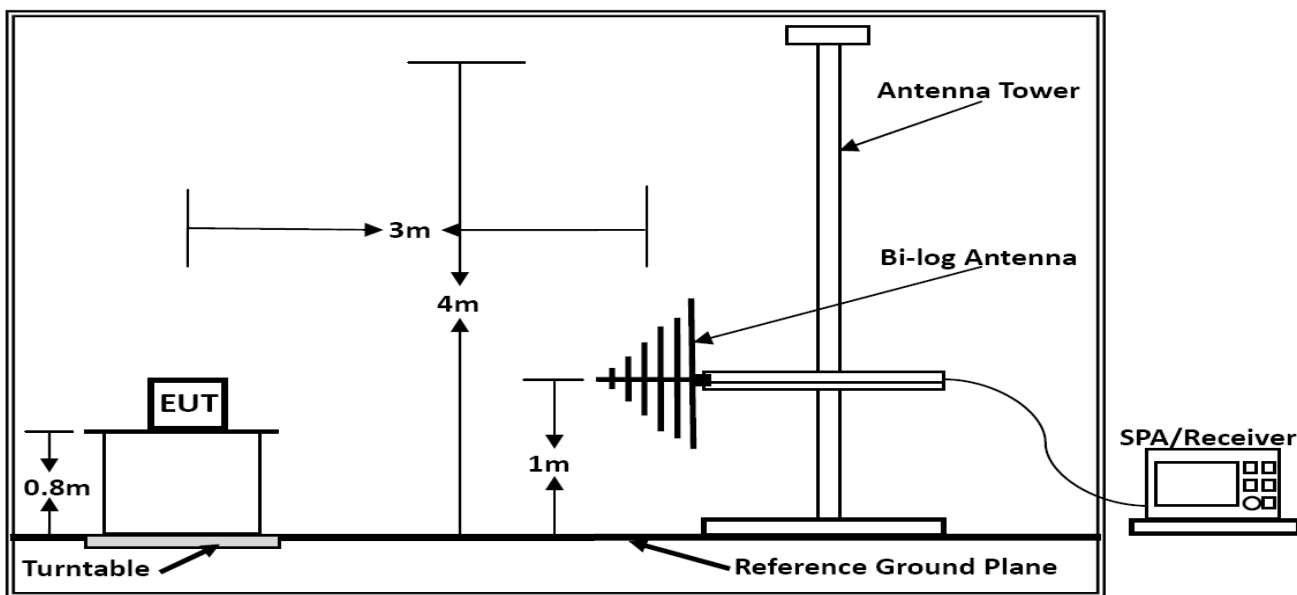 Antenna Tower
3m
Bi-log Antenna
4m
EUT
SPA/Receiver
1m
0.8m
Turntable
Reference Ground Plane